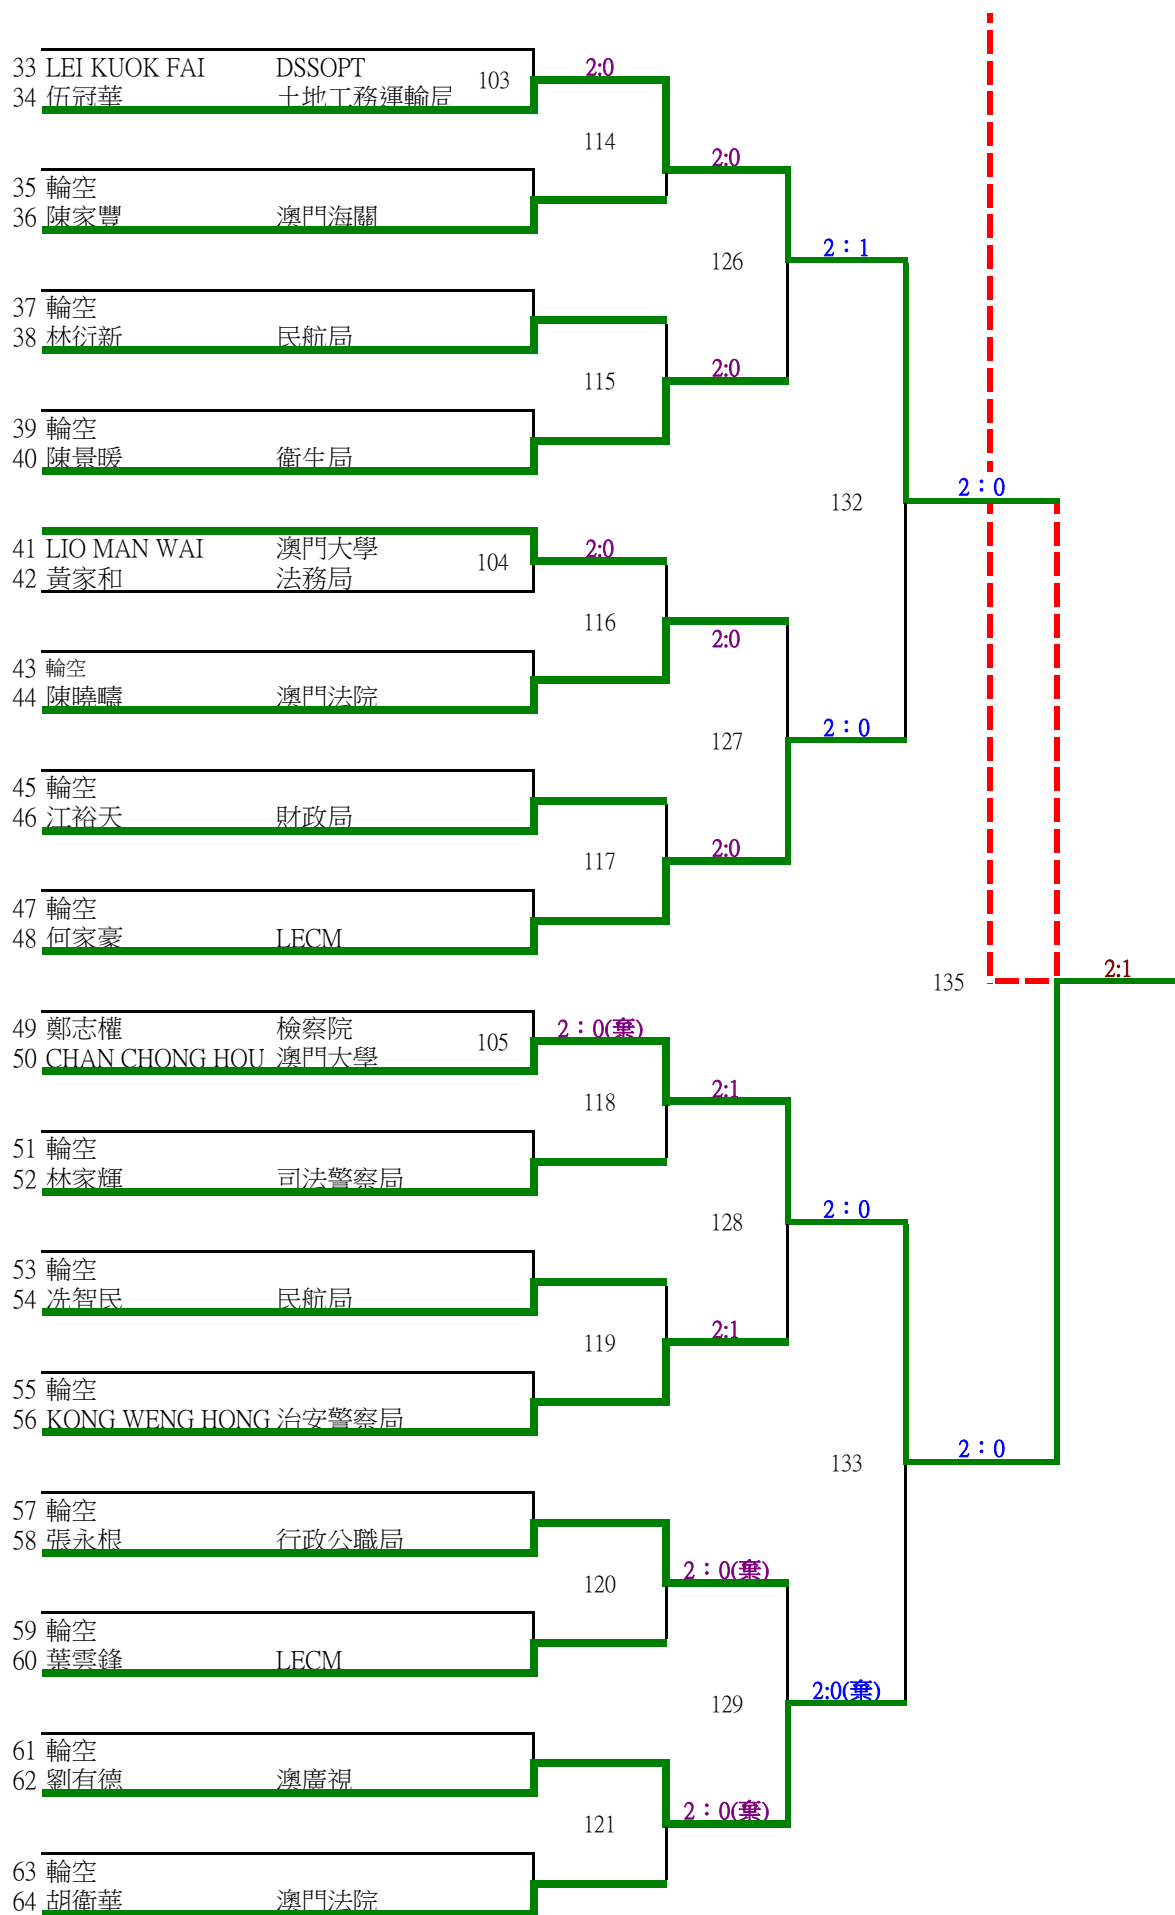 33 LEI KUOK FAI DSSOPT
103
2:0
34 伍冠華 土地工務運輸局
114
2:0
35 輪空
36 陳家豐 澳門海關
126
2：1
37 輪空
38 林衍新 民航局
115
2:0
39 輪空
40 陳景暖 衛生局
132
2：0
41 LIO MAN WAI 澳門大學
104
2:0
42 黃家和 法務局
116
2:0
43 輪空
44 陳曉疇 澳門法院
127
2：0
45 輪空
46 江裕天 財政局
117
2:0
47 輪空
48 何家豪 LECM
135
2:1
49 鄭志權 檢察院
105
2：0(棄)
50 CHAN CHONG HOU 澳門大學
118
2:1
51 輪空
52 林家輝 司法警察局
128
2：0
53 輪空
54 冼智民 民航局
119
2:1
55 輪空
56 KONG WENG HONG 治安警察局
133
2：0
57 輪空
58 張永根 行政公職局
120
2：0(棄)
59 輪空
60 葉雲鋒 LECM
129
2:0(棄)
61 輪空
62 劉有德 澳廣視
121
2：0(棄)
63 輪空
64 胡衛華 澳門法院